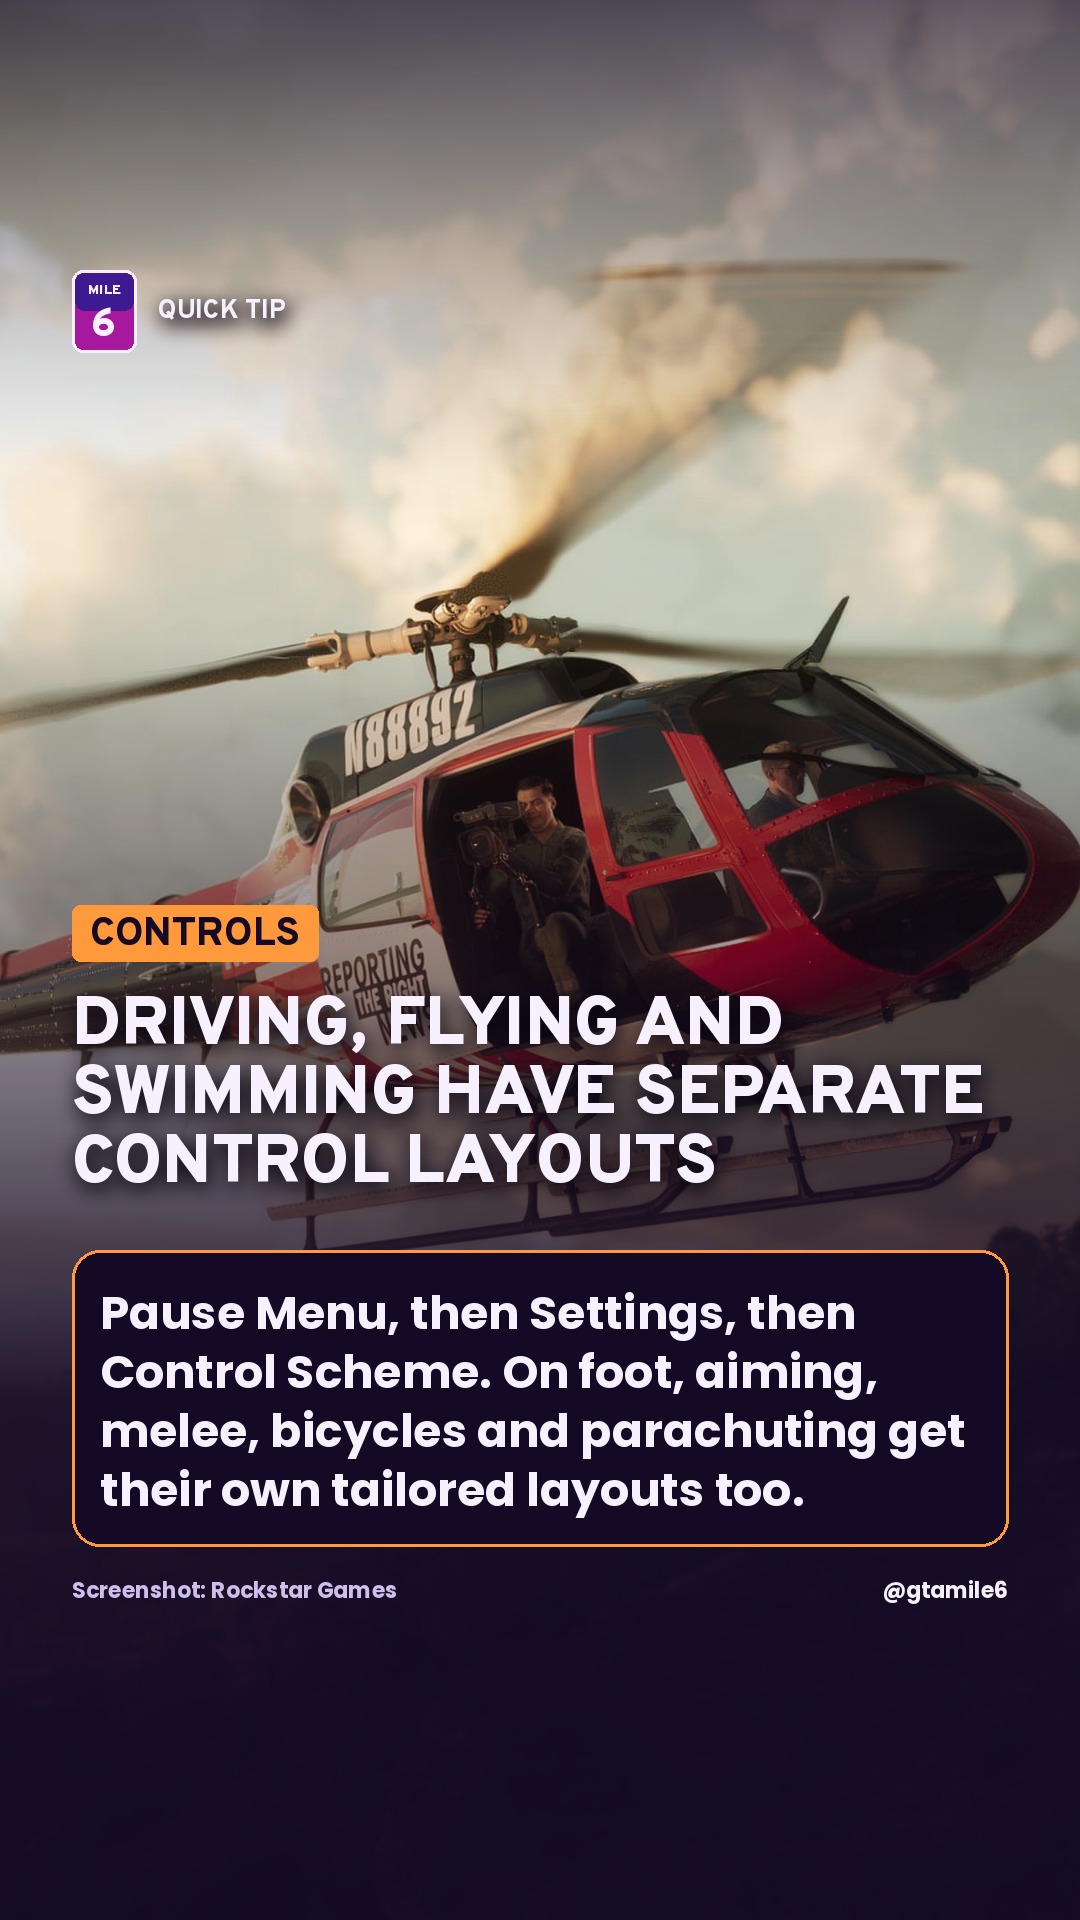 MILE
6
QUICK TIP
N88892
CONTROLS
REPORTING
THE RIGHT
DRIVING, FLYING AND
SWIMMING HAVE SEPARATE
CONTROL LAYOUTS
Pause Menu, then Settings, then
Control Scheme. On foot, aiming,
melee, bicycles and parachuting get
their own tailored layouts too.
Screenshot: Rockstar Games
@gtamile6